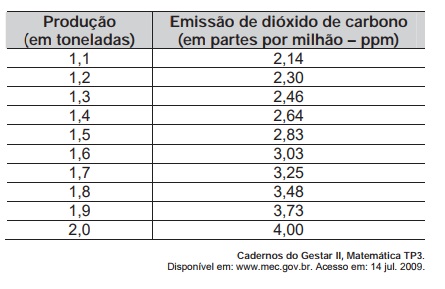 Produção Emissão de dióxido de carbono
(em toneladas) (em partes por milhão – ppm)
1,1 2,14
1,2 2,30
1,3 2,46
1,4 2,64
1,5 2,83
1,6 3,03
1,7 3,25
1,8 3,48
1,9 3,73
2,0 4,00
Cadernos do Gestar II, Matemática TP3.
Disponível em: www.mec.gov.br. Acesso em: 14 jul. 2009.